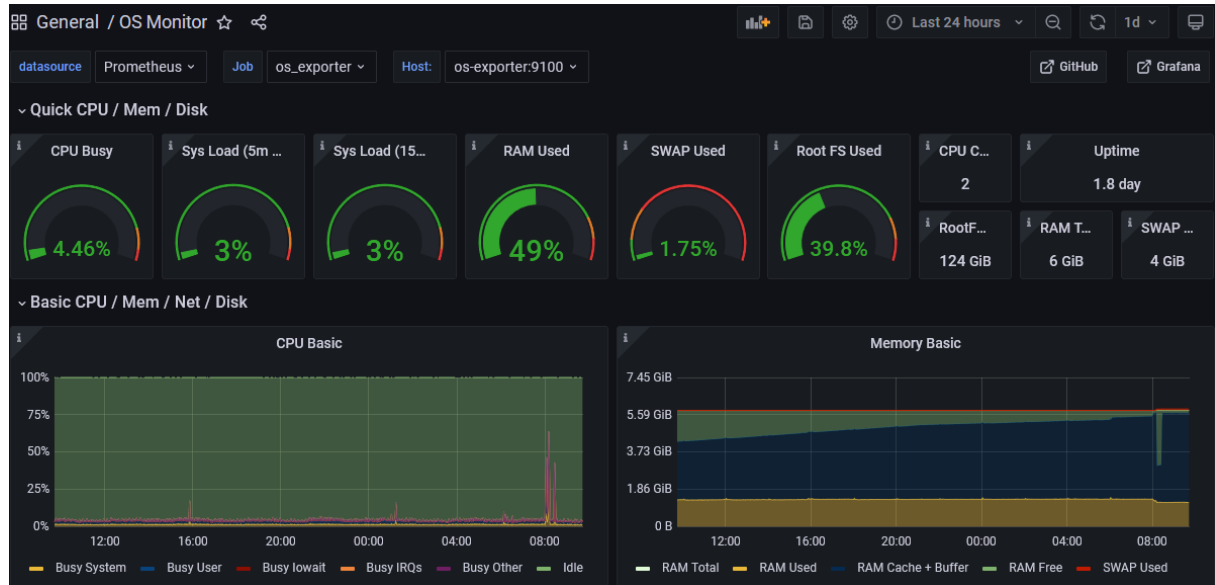 General / OS Monitor
Last 24 hours
1d
datasource Prometheus Job os_exporter Host: os-exporter:9100 GitHub Grafana
Quick CPU / Mem / Disk
CPU Busy
4.46%
Sys Load (5m ...
3%
Sys Load (15...
3%
RAM Used
49%
SWAP Used
1.75%
Root FS Used
39.8%
CPU C...
2
Uptime
1.8 day
RootF...
124 GiB
RAM T...
6 GiB
SWAP ...
4 GiB
Basic CPU / Mem / Net / Disk
CPU Basic
100%
75%
50%
25%
0%
12:00 16:00 20:00 00:00 04:00 08:00
Busy System Busy User Busy Iowait Busy IRQs Busy Other Idle
Memory Basic
7.45 GiB
5.59 GiB
3.73 GiB
1.86 GiB
0 B
12:00 16:00 20:00 00:00 04:00 08:00
RAM Total RAM Used RAM Cache + Buffer RAM Free SWAP Used